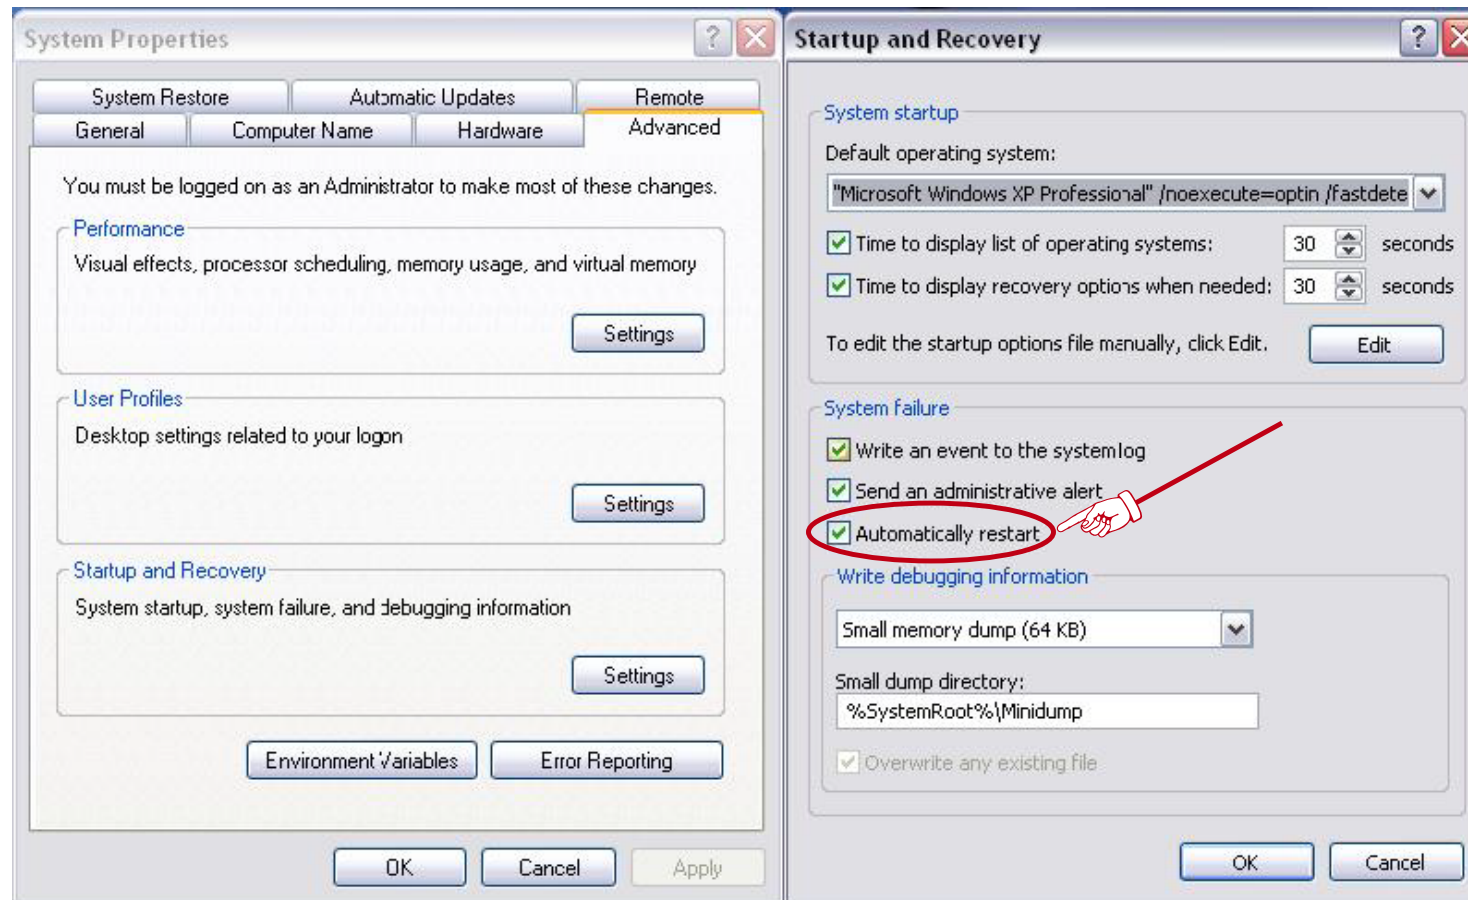 System Properties
System Restore
Automatic Updates
Remote
General
Computer Name
Hardware
Advanced
You must be logged on as an Administrator to make most of these changes.
Performance
Visual effects, processor scheduling, memory usage, and virtual memory
Settings
User Profiles
Desktop settings related to your logon
Settings
Startup and Recovery
System startup, system failure, and debugging information
Settings
Environment Variables
Error Reporting
OK
Cancel
Apply
Startup and Recovery
System startup
Default operating system:
"Microsoft Windows XP Professional" /noexecute=optin /fastdete
Time to display list of operating systems: 30 seconds
Time to display recovery options when needed: 30 seconds
To edit the startup options file manually, click Edit.
Edit
System failure
Write an event to the system log
Send an administrative alert
Automatically restart
Write debugging information
Small memory dump (64 KB)
Small dump directory:
%SystemRoot%\Minidump
Overwrite any existing file
OK
Cancel